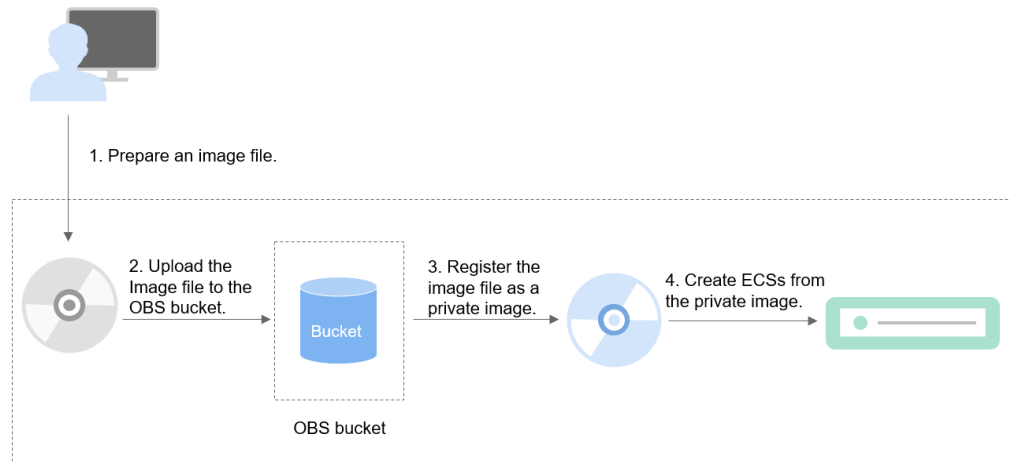 1. Prepare an image file.
2. Upload the
Image file to the
OBS bucket.
Bucket
OBS bucket
3. Register the
image file as a
private image.
4. Create ECSs from
the private image.